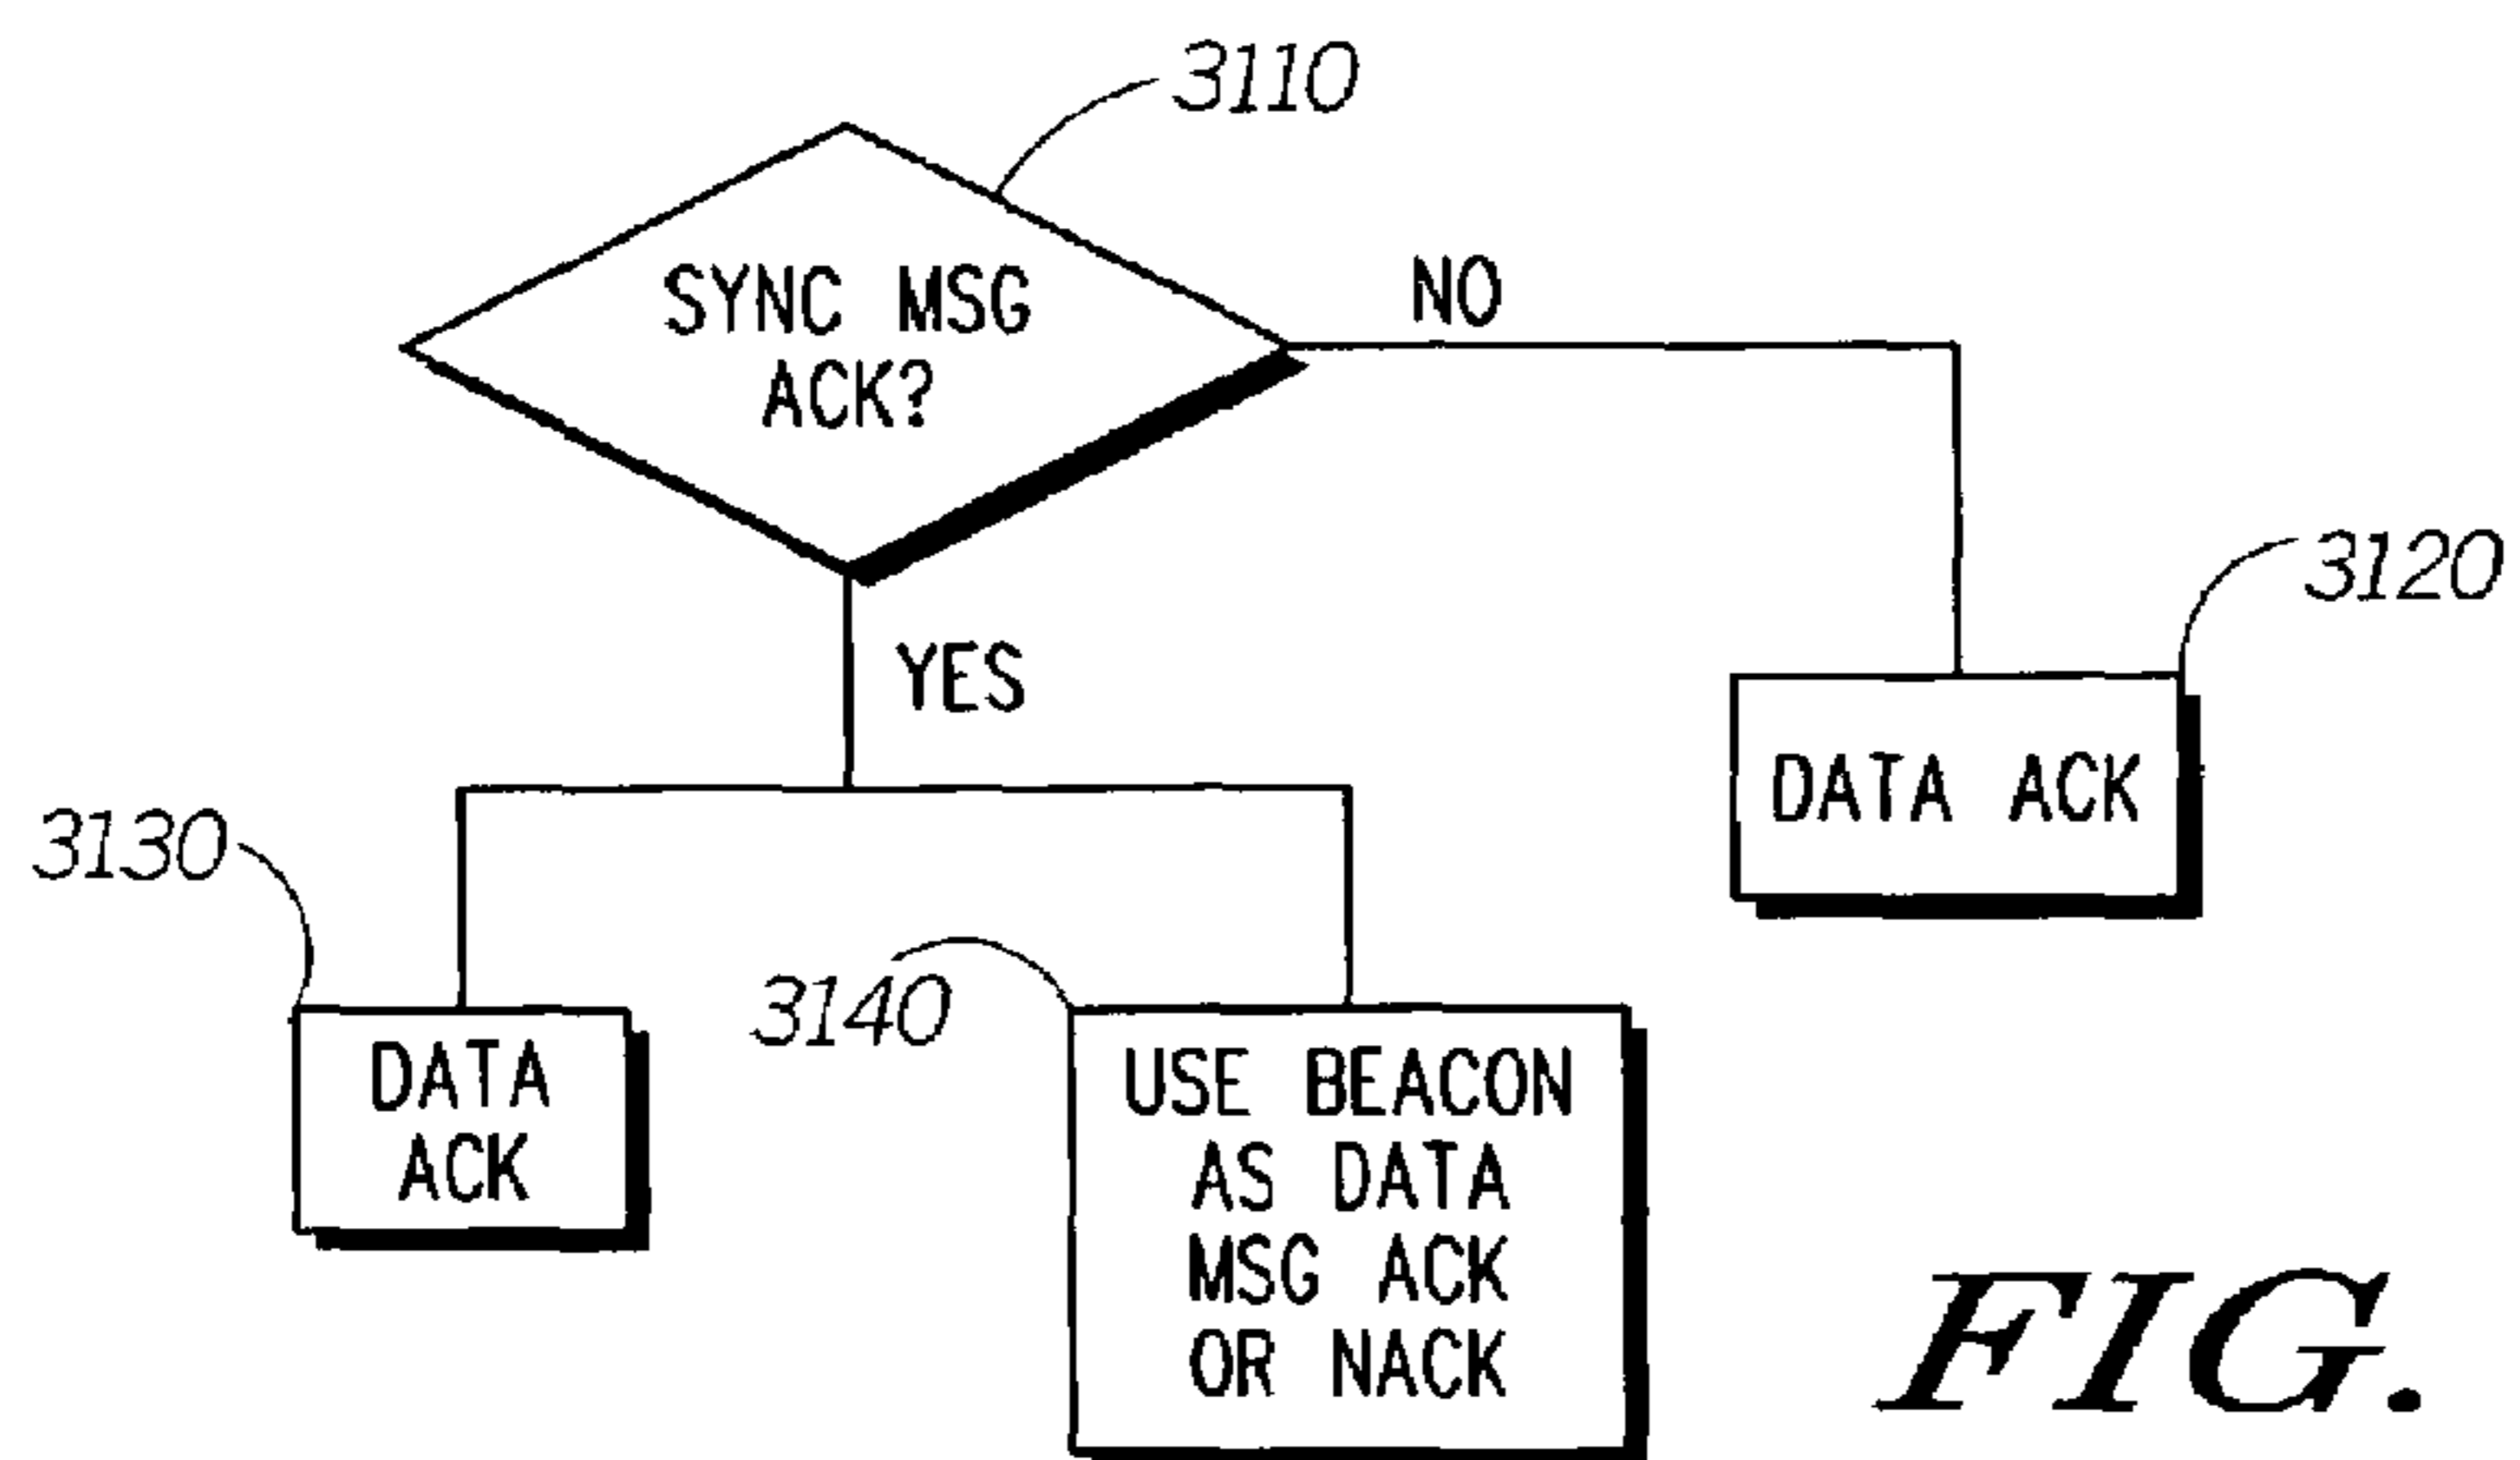 3110
SYNC MSG
ACK?
NO
YES
3120
DATA ACK
3130
DATA
ACK
3140
USE BEACON
AS DATA
MSG ACK
OR NACK
FIG.